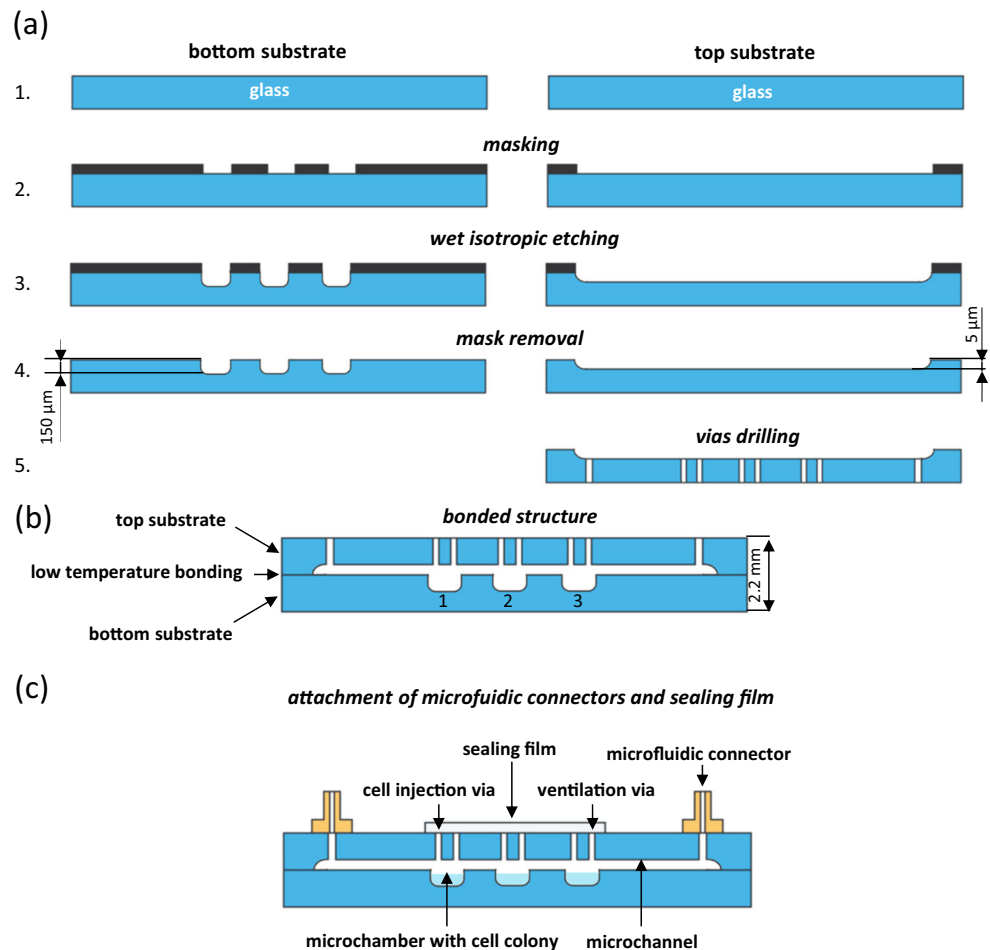 (a)
bottom substrate
top substrate
1.
glass
glass
masking
2.
wet isotropic etching
3.
mask removal
4.
150 µm
5 µm
vias drilling
5.
(b)
bonded structure
top substrate
low temperature bonding
bottom substrate
1 2 3
2.2 mm
(c)
attachment of microfuidic connectors and sealing film
sealing film
microfluidic connector
cell injection via
ventilation via
microchamber with cell colony
microchannel